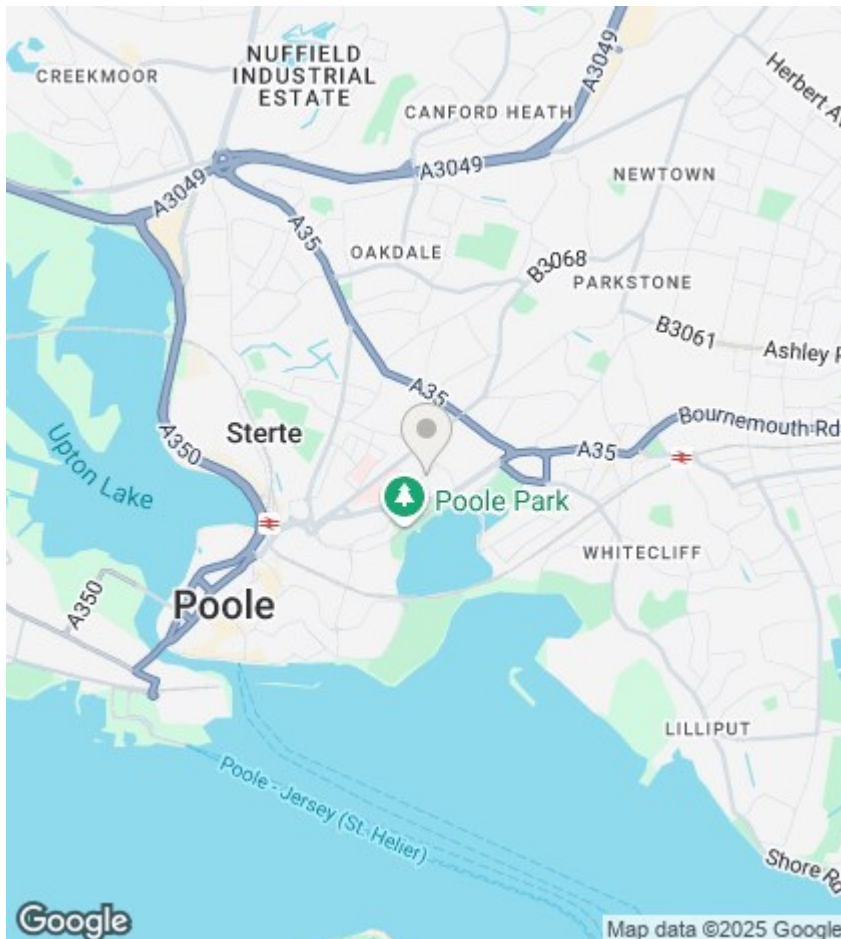 NUFFIELD
INDUSTRIAL
ESTATE
CREEKMOOR
A3049
Herbert Av
CANFORD HEATH
A3049
A3049
NEWTOWN
A35
OAKDALE
B3068
PARKSTONE
B3061
Ashley R
A35
Bournemouth Rd
A350
Sterte
A35
Upton Lake
Poole Park
WHITECLIFF
A350
Poole
LILLIPUT
Poole - Jersey (St. Helier)
Shore Rd
Google
Map data ©2025 Google